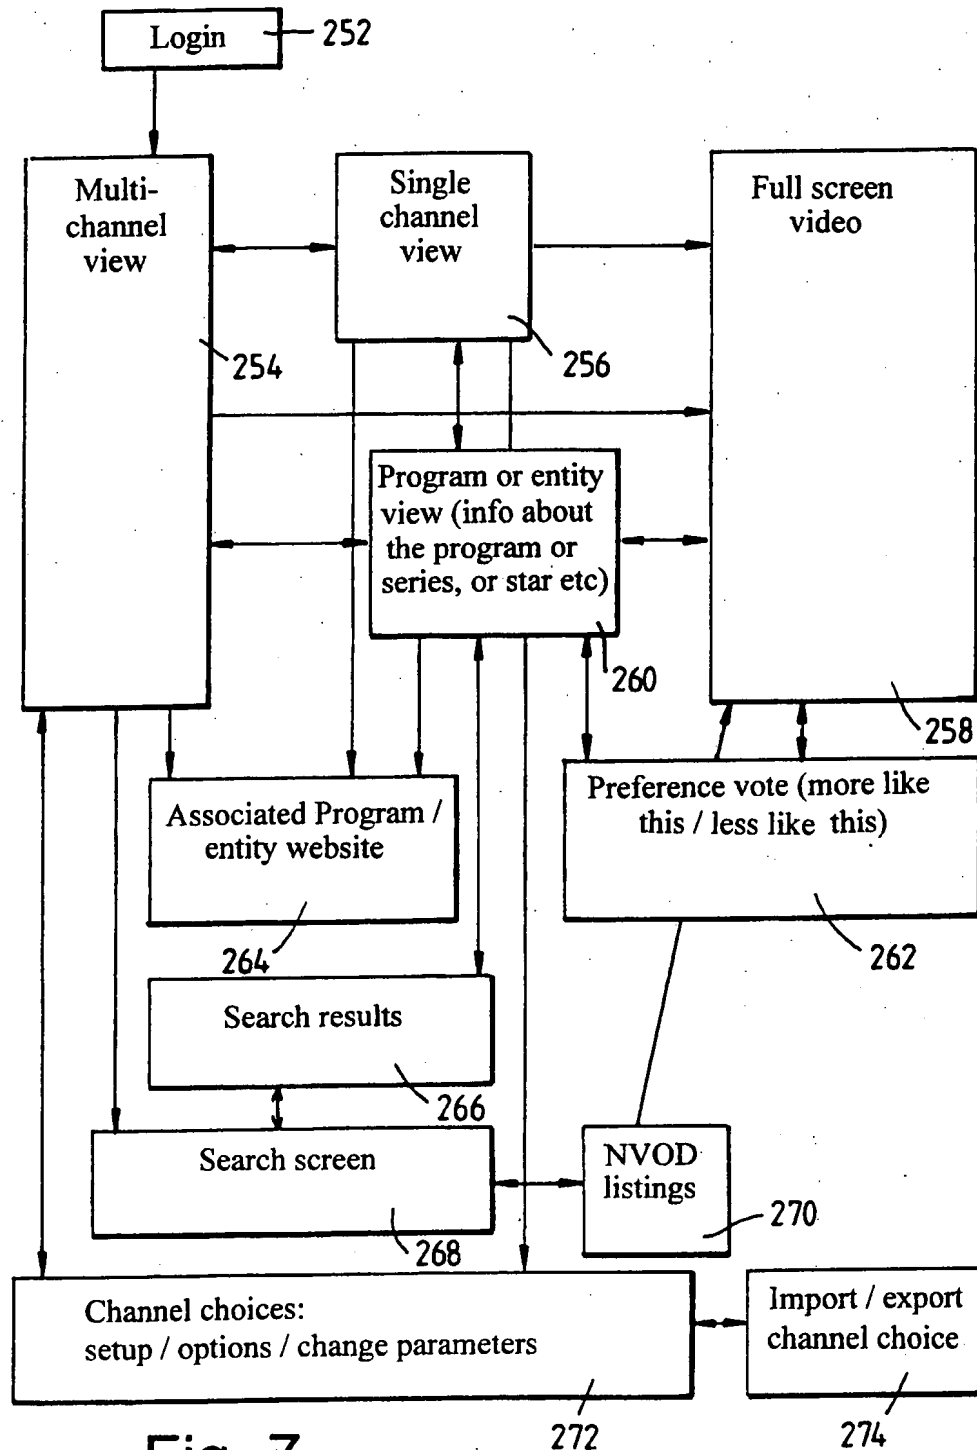 Login
252
Multi-
channel
view
254
Single
channel
view
256
Full screen
video
258
Program or entity
view (info about
the program or
series, or star etc)
260
Preference vote (more like
this / less like this)
262
Associated Program /
entity website
264
Search results
266
Search screen
268
NVOD
listings
270
Channel choices:
setup / options / change parameters
272
Import / export
channel choice
274
Fig. 7